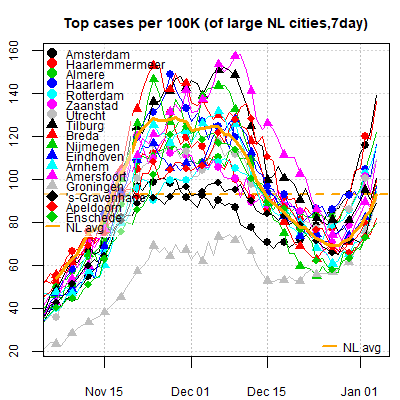 Top cases per 100K (of large NL cities,7day)
160
140
120
100
80
60
40
20
Amsterdam
Haarlemmermeer
Almere
Haarlem
Rotterdam
Zaanstad
Utrecht
Tilburg
Breda
Nijmegen
Eindhoven
Arnhem
Amersfoort
Groningen
's-Gravenhage
Apeldoorn
Enschede
NL avg
NL avg
Nov 15
Dec 01
Dec 15
Jan 01